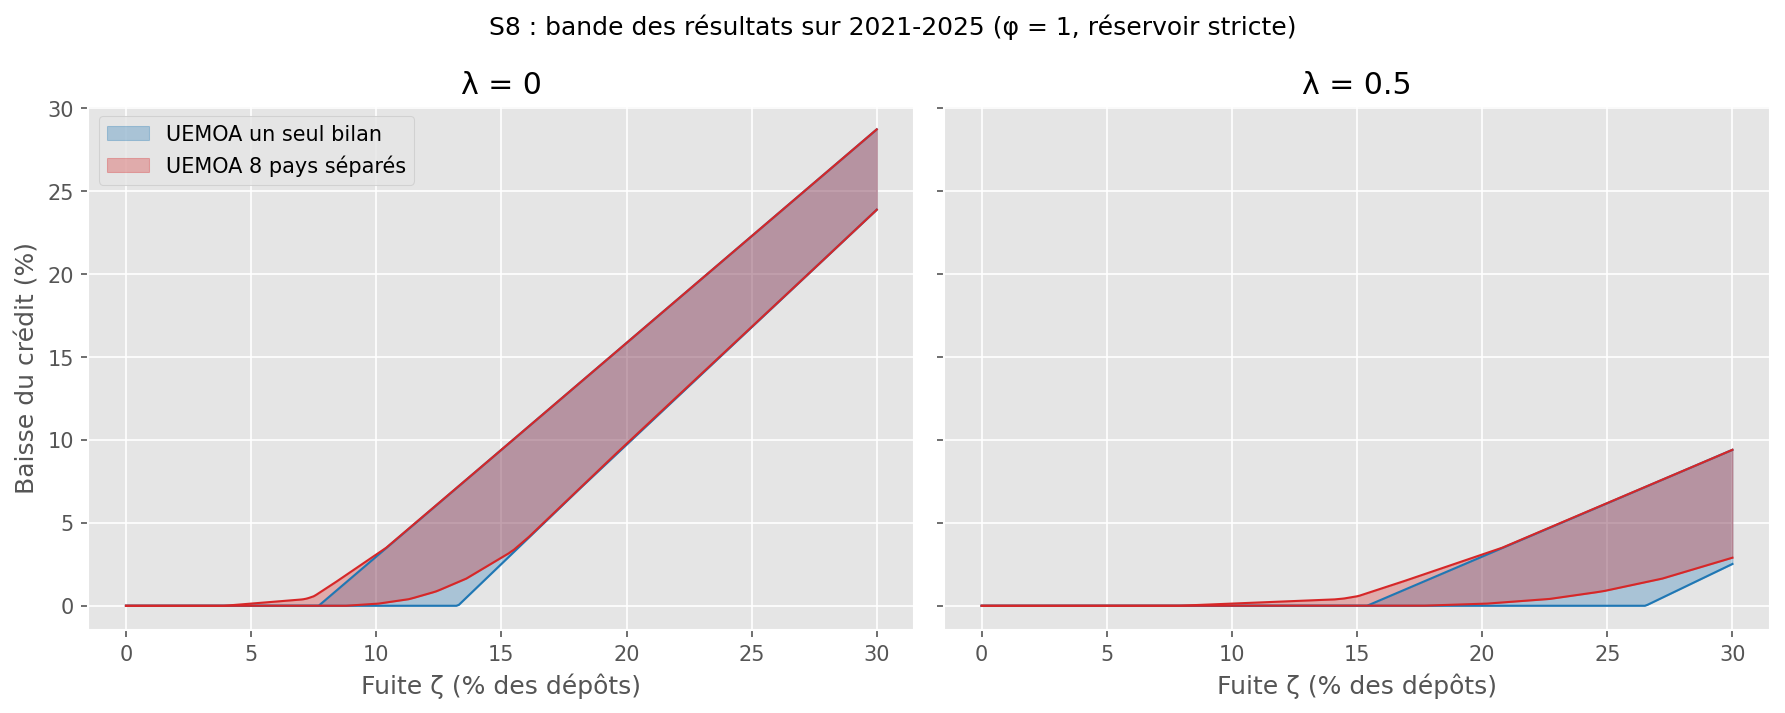 S8 : bande des résultats sur 2021-2025 (φ = 1, réservoir stricte)
λ = 0
λ = 0.5
UEMOA un seul bilan
UEMOA 8 pays séparés
Baisse du crédit (%)
30
25
20
15
10
5
0
0 5 10 15 20 25 30
0 5 10 15 20 25 30
Fuite ζ (% des dépôts)
Fuite ζ (% des dépôts)